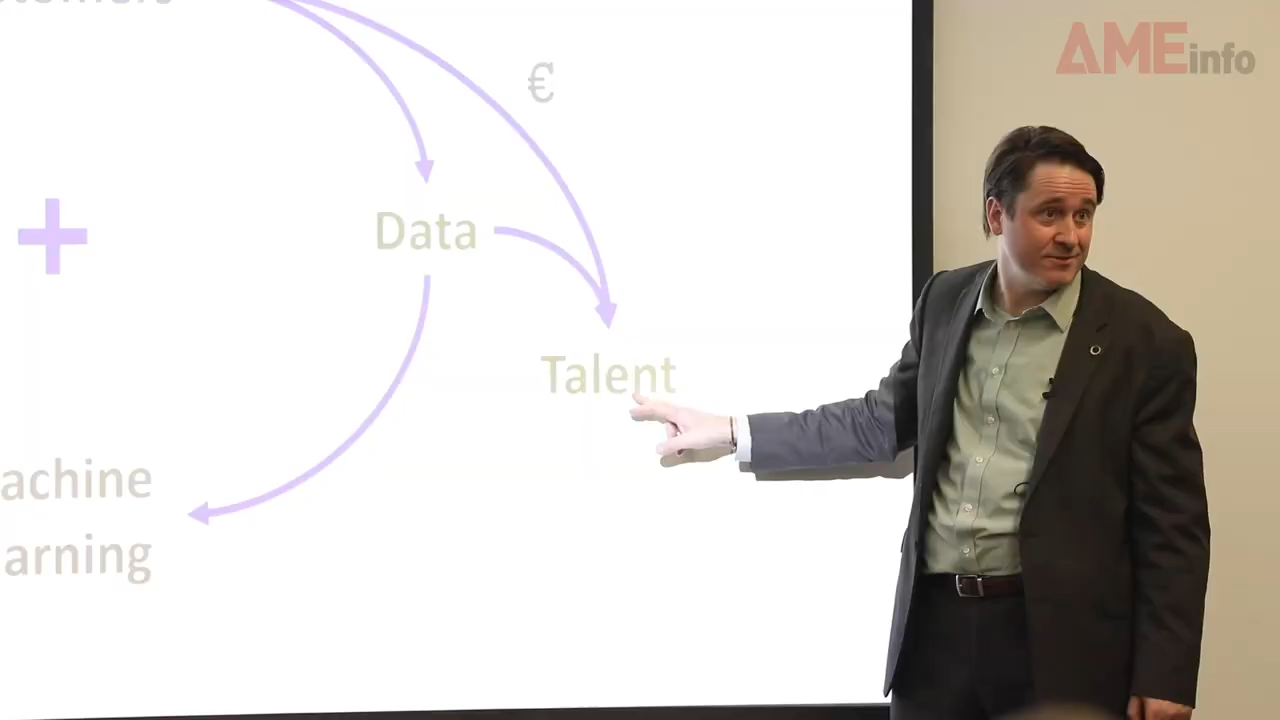 AMEinfo
€
Data
Talent
achine
arning